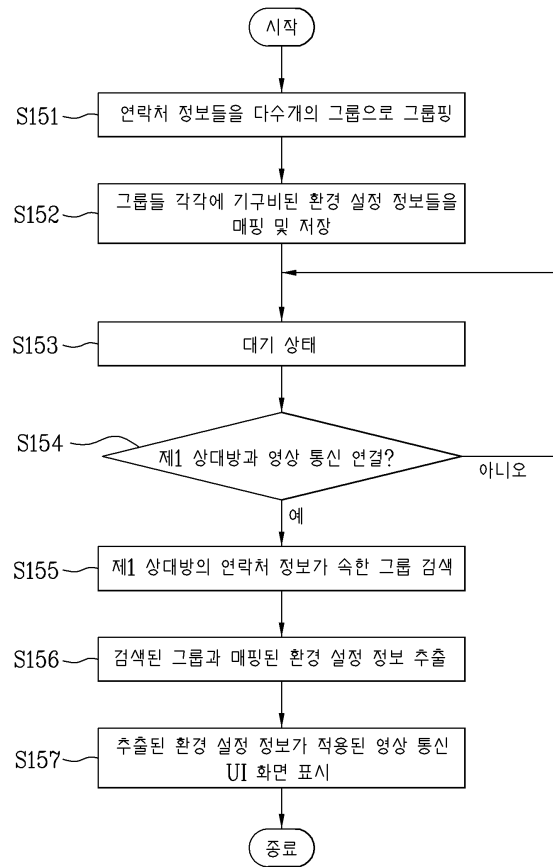 시작
S151
연락처 정보들을 다수개의 그룹으로 그룹핑
S152
그룹들 각각에 기구비된 환경 설정 정보들을
매핑 및 저장
S153
대기 상태
S154
제1 상대방과 영상 통신 연결?
아니오
예
S155
제1 상대방의 연락처 정보가 속한 그룹 검색
S156
검색된 그룹과 매핑된 환경 설정 정보 추출
S157
추출된 환경 설정 정보가 적용된 영상 통신
UI 화면 표시
종료